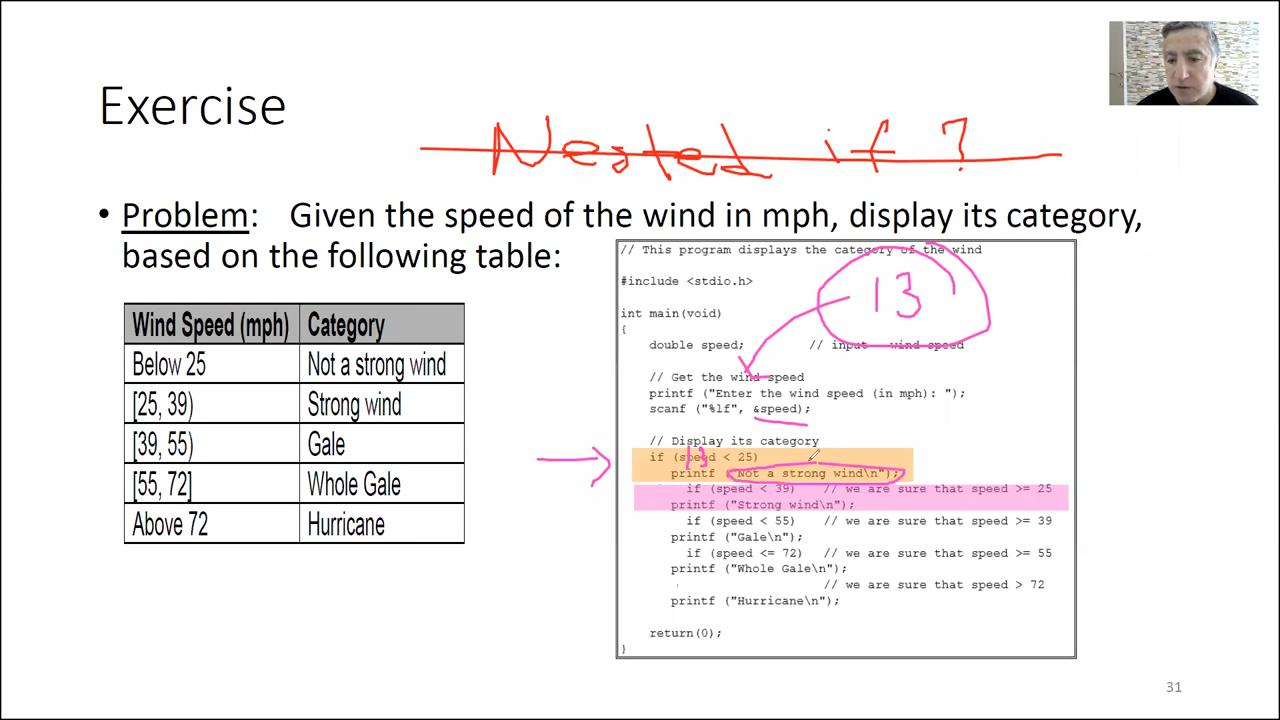 Exercise
Nested if ?
• Problem: Given the speed of the wind in mph, display its category,
based on the following table:
Wind Speed (mph) Category
Below 25 Not a strong wind
[25, 39) Strong wind
[39, 55) Gale
[55, 72] Whole Gale
Above 72 Hurricane
// This program displays the category of the wind
13
#include <stdio.h>
int main(void)
{
double speed; // input wind speed
// Get the wind speed
printf ("Enter the wind speed (in mph): ");
scanf ("%lf", &speed);
// Display its category
13
if (speed < 25)
printf "Not a strong wind\n");
if (speed < 39) // we are sure that speed >= 25
printf ("Strong wind\n");
if (speed < 55) // we are sure that speed >= 39
printf ("Gale\n");
if (speed <= 72) // we are sure that speed >= 55
printf ("Whole Gale\n");
// we are sure that speed > 72
printf ("Hurricane\n");
return(0);
}
31